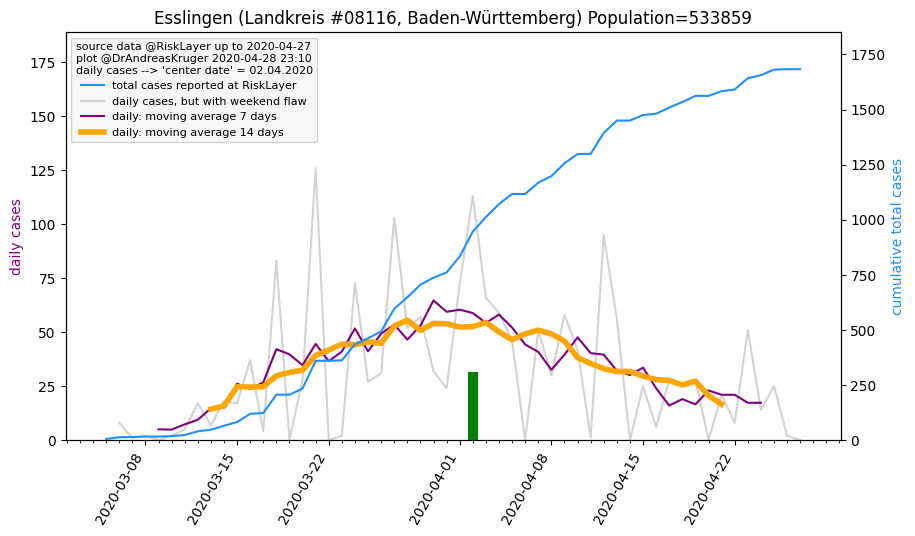 Esslingen (Landkreis #08116, Baden-Württemberg) Population=533859
source data @RiskLayer up to 2020-04-27
plot @DrAndreasKruger 2020-04-28 23:10
daily cases --> 'center date' = 02.04.2020
total cases reported at RiskLayer
daily cases, but with weekend flaw
daily: moving average 7 days
daily: moving average 14 days
daily cases
175
150
125
100
75
50
25
0
cumulative total cases
1750
1500
1250
1000
750
500
250
0
2020-03-08
2020-03-15
2020-03-22
2020-04-01
2020-04-08
2020-04-15
2020-04-22